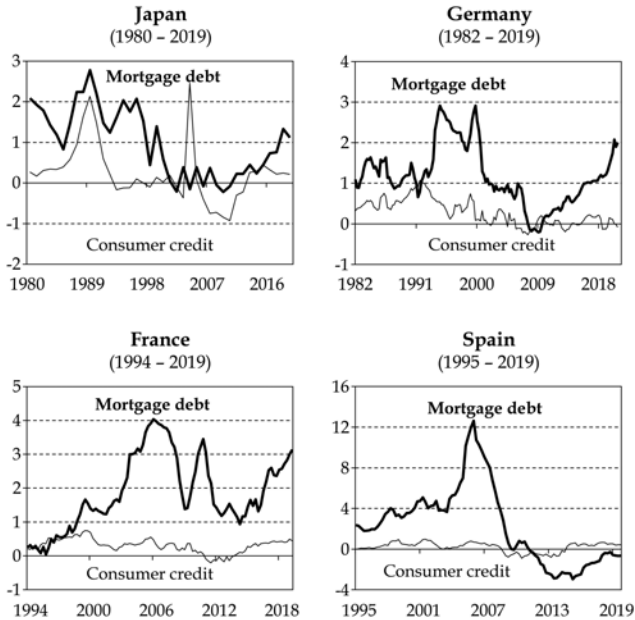 Japan
(1980 – 2019)
3
2
1
0
-1
-2
Mortgage debt
Consumer credit
1980 1989 1998 2007 2016
Germany
(1982 – 2019)
4
3
2
1
0
-1
Mortgage debt
Consumer credit
1982 1991 2000 2009 2018
France
(1994 – 2019)
5
4
3
2
1
0
-1
Mortgage debt
Consumer credit
1994 2000 2006 2012 2018
Spain
(1995 – 2019)
16
12
8
4
0
-4
Mortgage debt
Consumer credit
1995 2001 2007 2013 2019